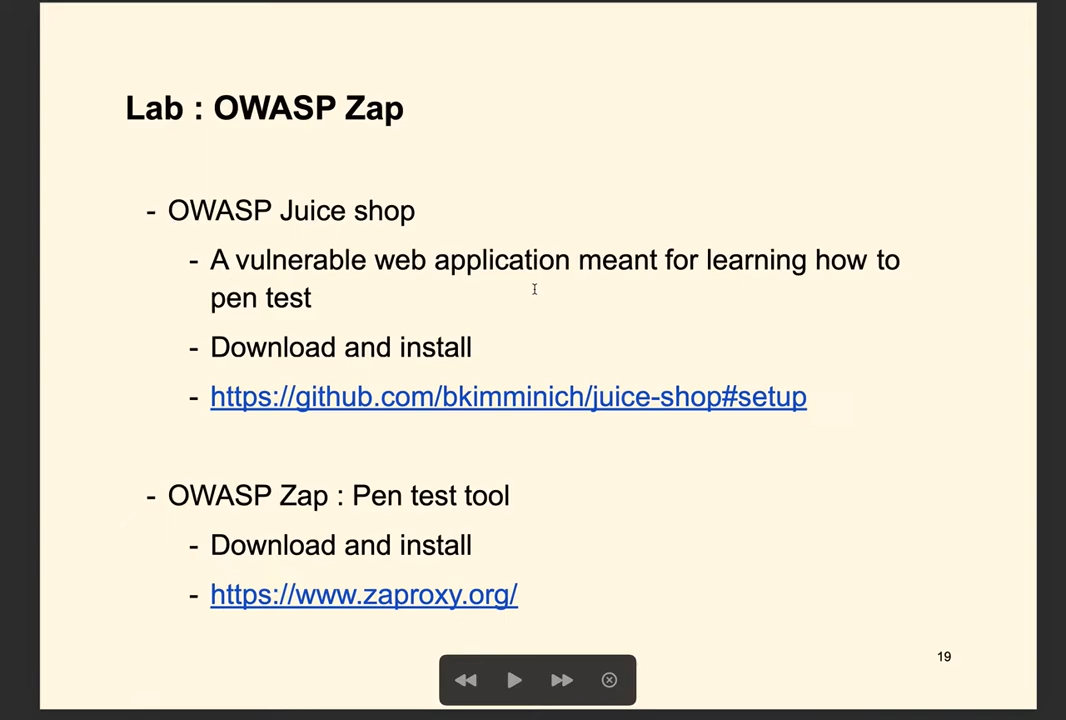 Lab : OWASP Zap
- OWASP Juice shop
- A vulnerable web application meant for learning how to
pen test
- Download and install
- https://github.com/bkimminich/juice-shop#setup
- OWASP Zap : Pen test tool
- Download and install
- https://www.zaproxy.org/
19